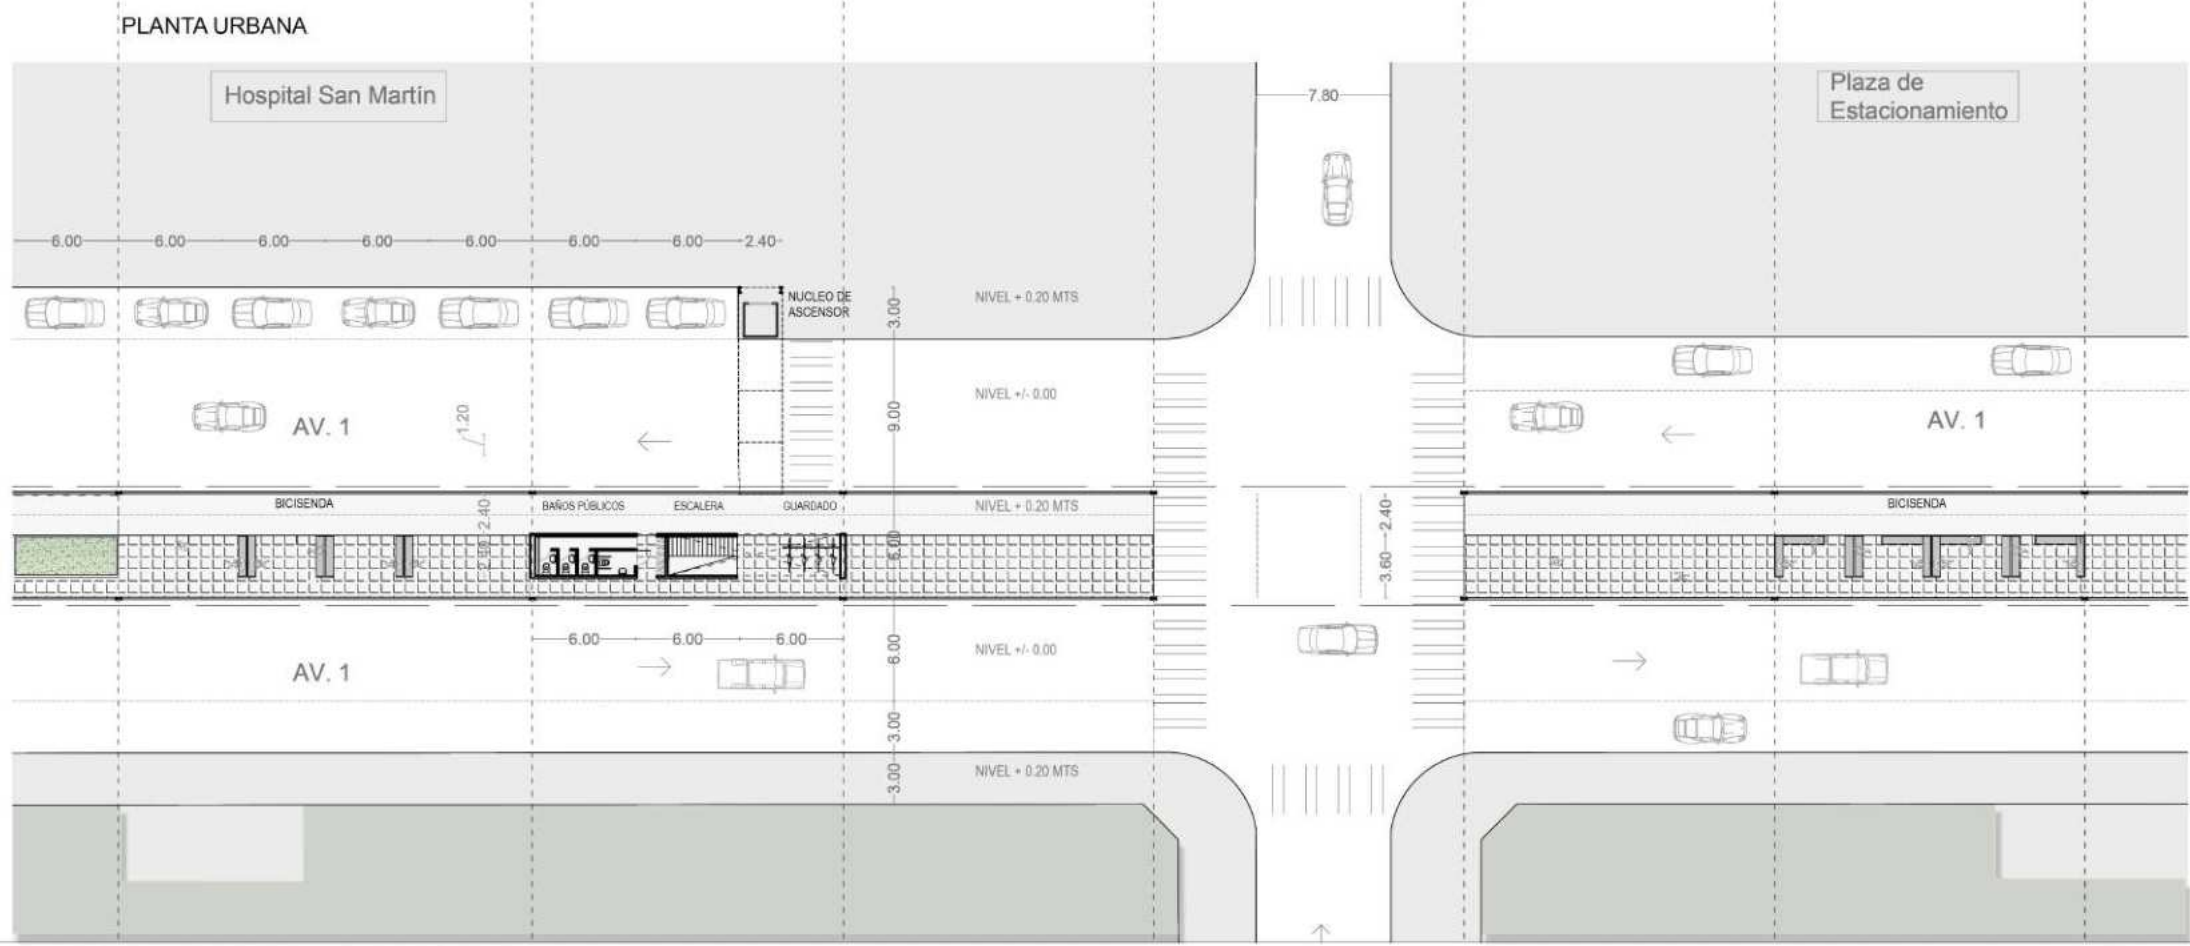 PLANTA URBANA
Hospital San Martín
Plaza de
Estacionamiento
7.80
6.00 6.00 6.00 6.00 6.00 6.00 6.00 2.40
NUCLEO DE
ASCENSOR
3.00
NIVEL + 0.20 MTS
AV. 1
1.20
9.00
NIVEL +/- 0.00
AV. 1
BICISENDA
2.40
BAÑOS PÚBLICOS
ESCALERA
GUARDADO
NIVEL + 0.20 MTS
2.40
BICISENDA
6.00
3.60
6.00 6.00 6.00
AV. 1
6.00
NIVEL +/- 0.00
3.00
3.00
NIVEL + 0.20 MTS